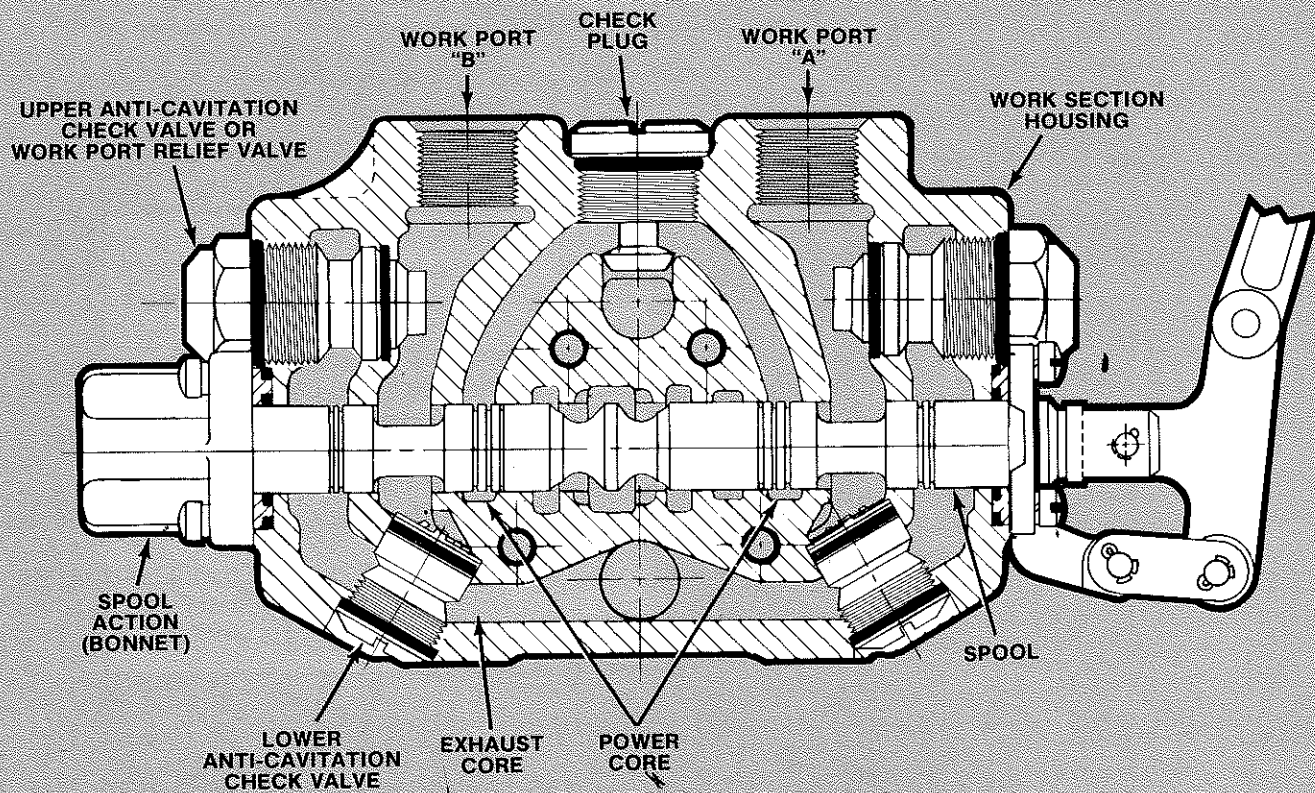 CHECK
PLUG
WORK PORT
"B"
WORK PORT
"A"
UPPER ANTI-CAVITATION
CHECK VALVE OR
WORK PORT RELIEF VALVE
WORK SECTION
HOUSING
SPOOL
ACTION
(BONNET)
SPOOL
LOWER
ANTI-CAVITATION
CHECK VALVE
EXHAUST
CORE
POWER
CORE